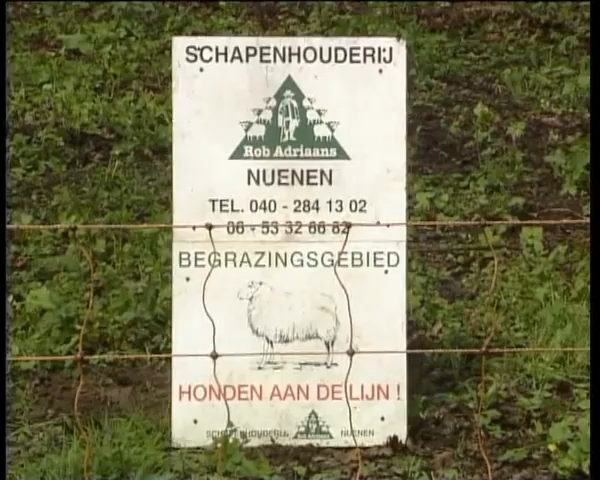 SCHAPENHOUDERIJ
Rob Adriaans
NUENEN
TEL. 040 - 284 13 02
06 - 53 32 66 82
BEGRAZINGSGEBIED
HONDEN AAN DE LIJN !
SCHAPENHOUDERIJ NUENEN